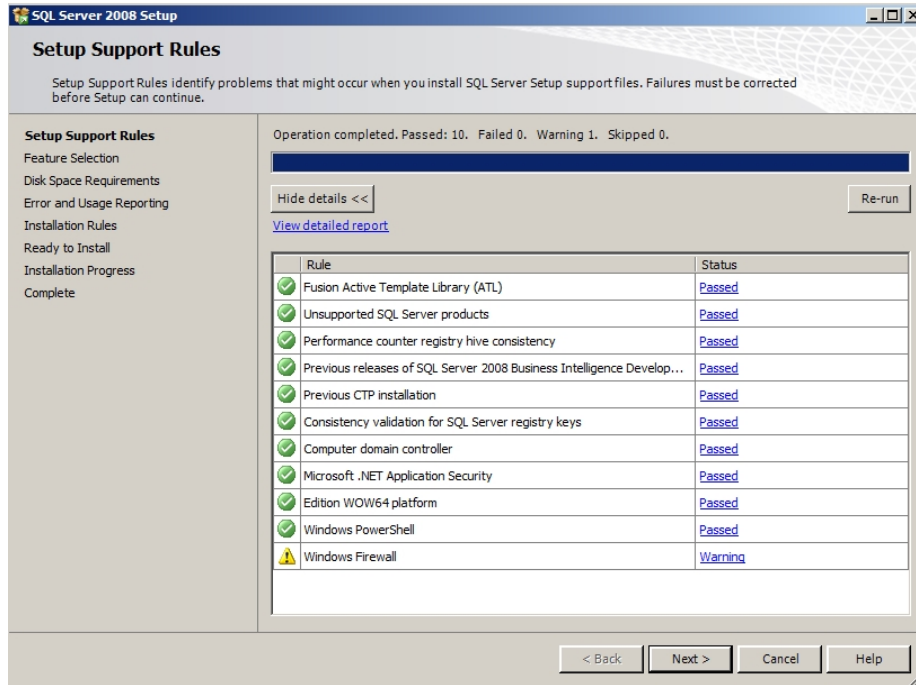 SQL Server 2008 Setup
Setup Support Rules
Setup Support Rules identify problems that might occur when you install SQL Server Setup support files. Failures must be corrected
before Setup can continue.
Setup Support Rules
Feature Selection
Disk Space Requirements
Error and Usage Reporting
Installation Rules
Ready to Install
Installation Progress
Complete
Operation completed. Passed: 10. Failed 0. Warning 1. Skipped 0.
Hide details <<
Re-run
View detailed report
Rule Status
Fusion Active Template Library (ATL) Passed
Unsupported SQL Server products Passed
Performance counter registry hive consistency Passed
Previous releases of SQL Server 2008 Business Intelligence Develop... Passed
Previous CTP installation Passed
Consistency validation for SQL Server registry keys Passed
Computer domain controller Passed
Microsoft .NET Application Security Passed
Edition WOW64 platform Passed
Windows PowerShell Passed
Windows Firewall Warning
< Back Next > Cancel Help